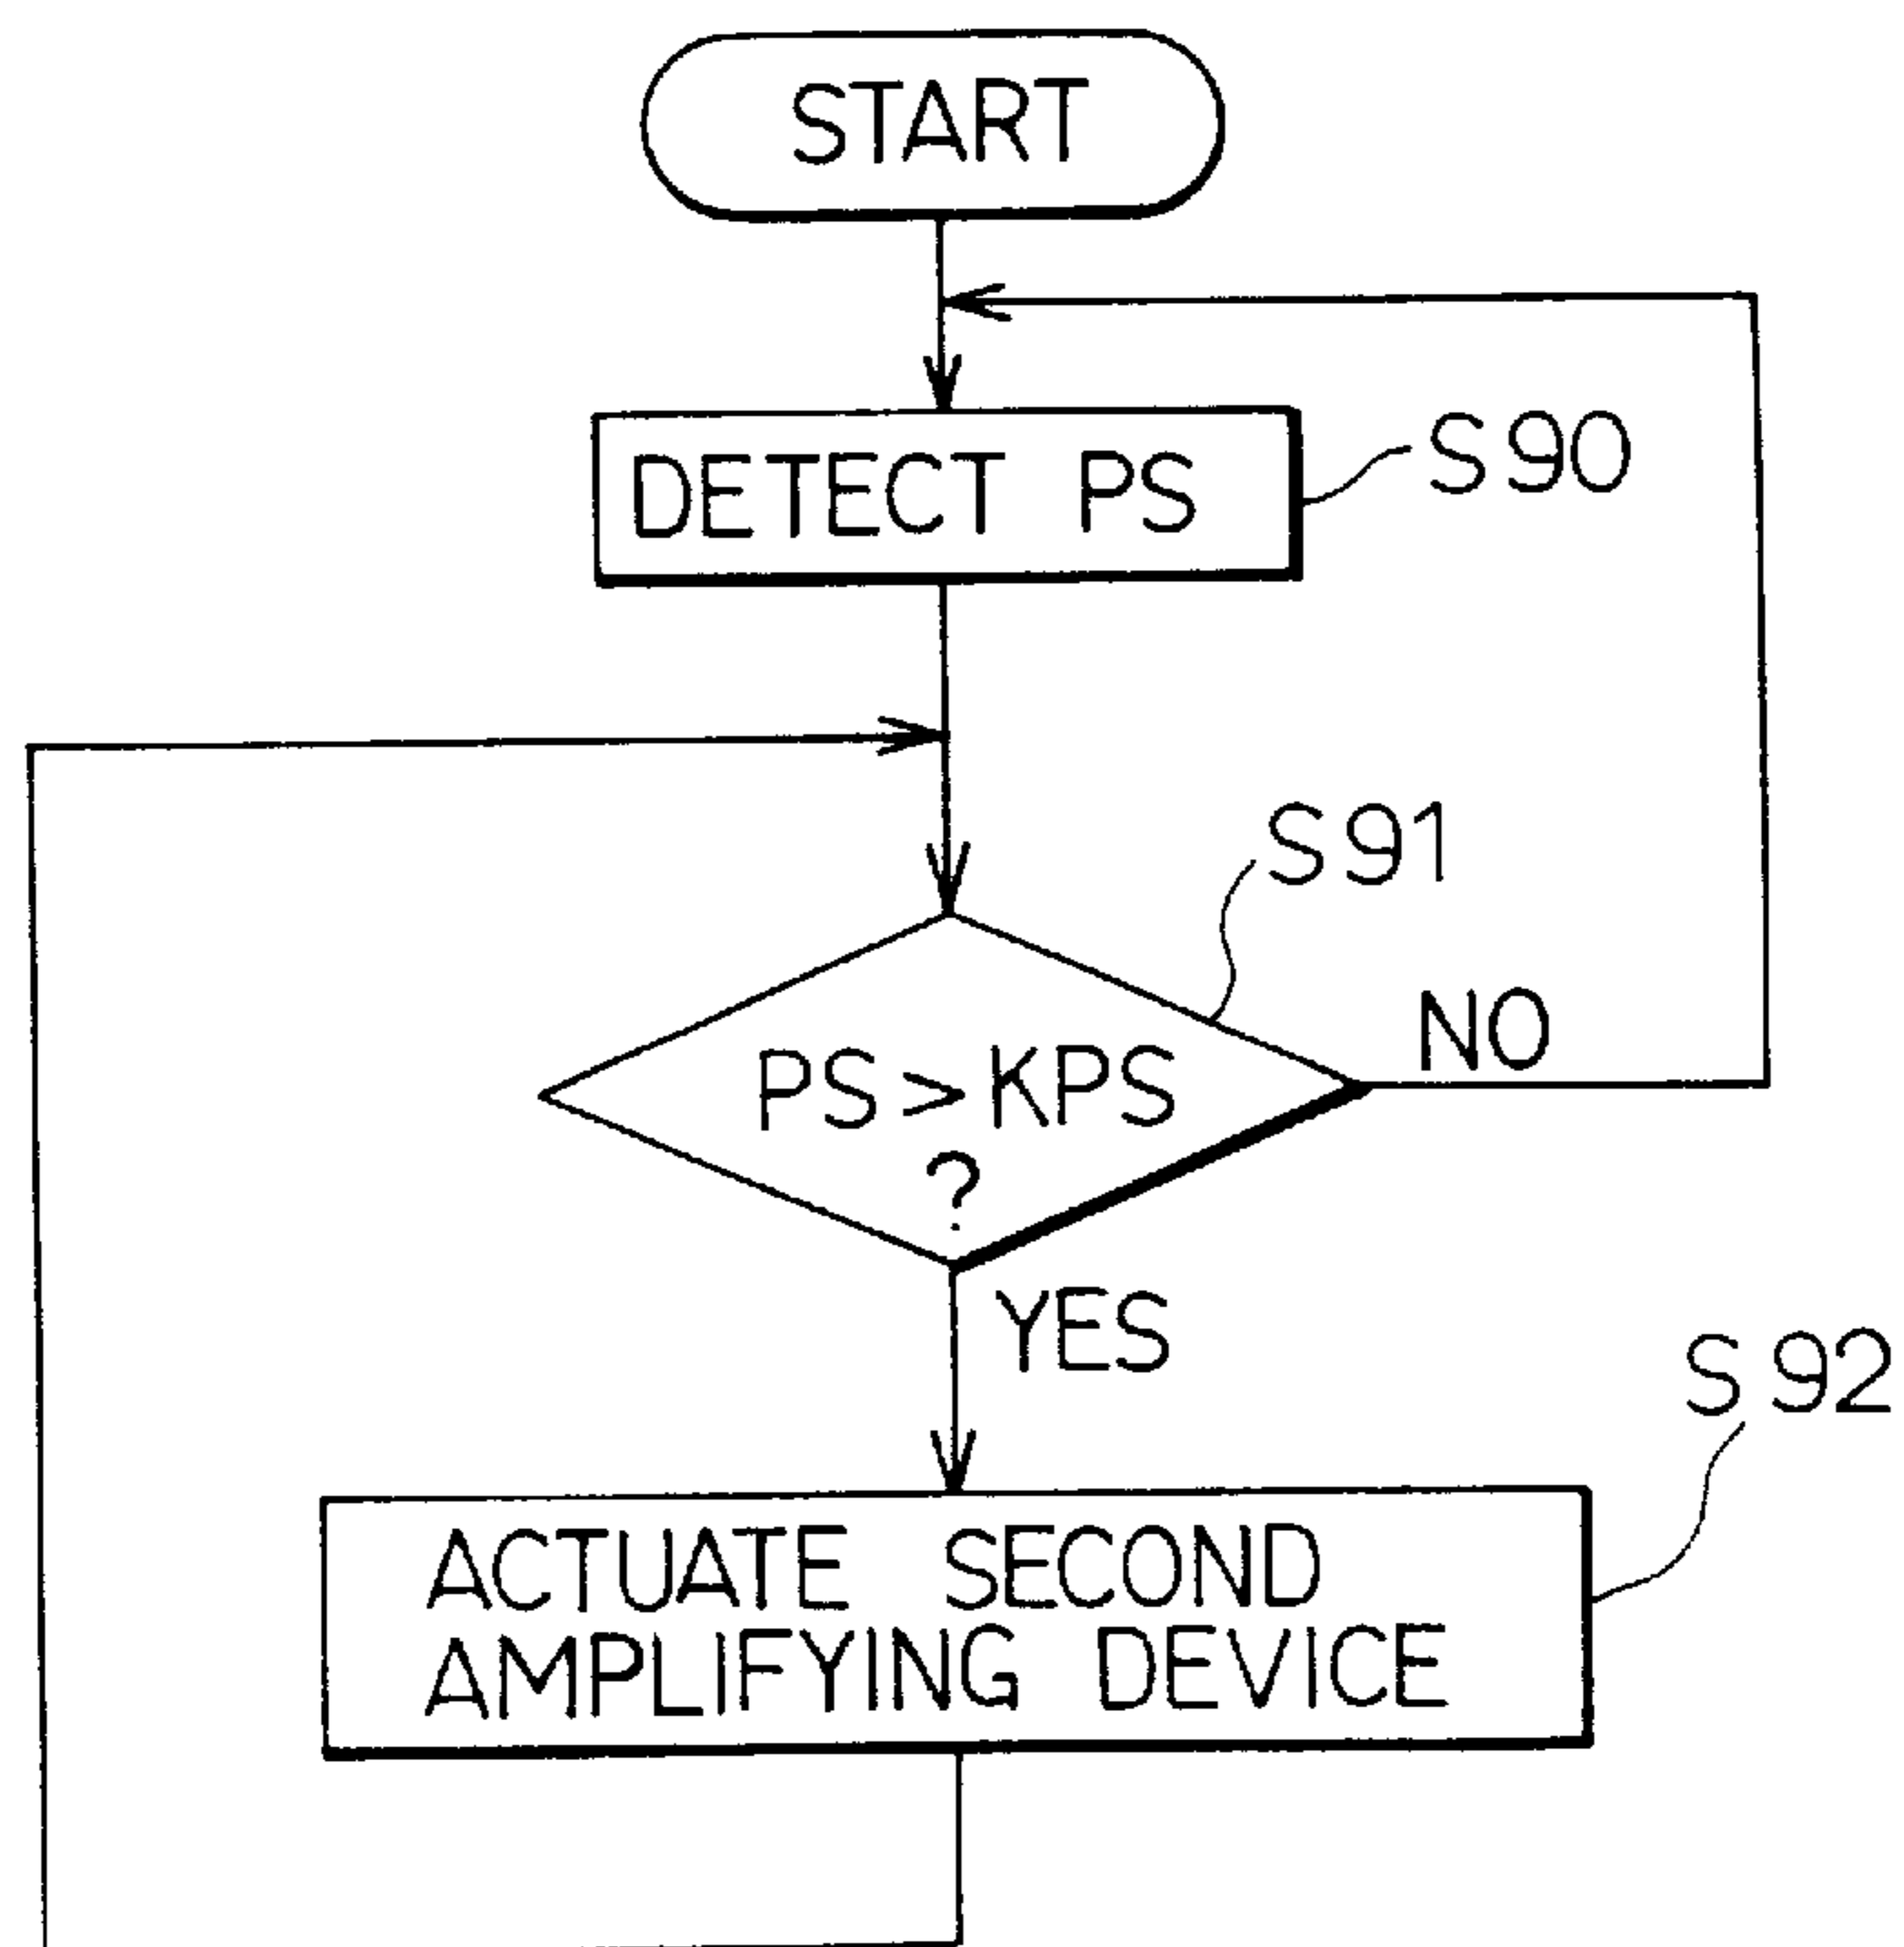 START
DETECT PS
S90
S91
PS>KPS
?
NO
YES
S92
ACTUATE SECOND
AMPLIFYING DEVICE